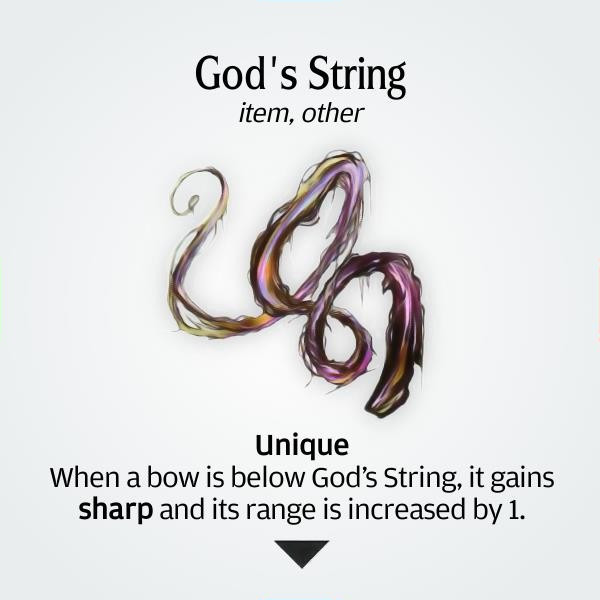 God's String
item, other
Unique
When a bow is below God’s String, it gains
sharp and its range is increased by 1.